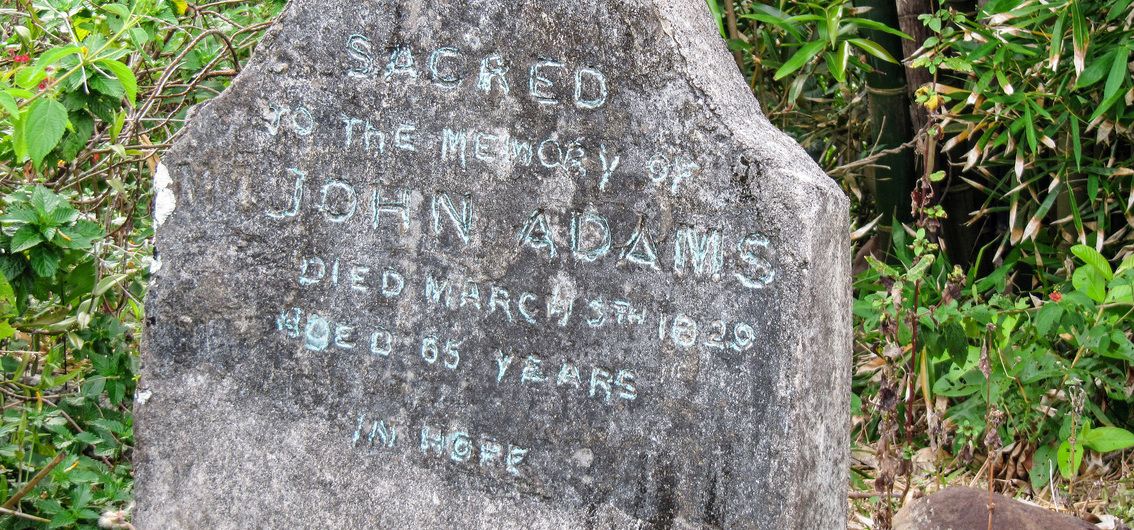 SACRED
TO THE MEMORY OF
JOHN ADAMS
DIED MARCH 5TH 1829
AGED 65 YEARS
IN HOPE